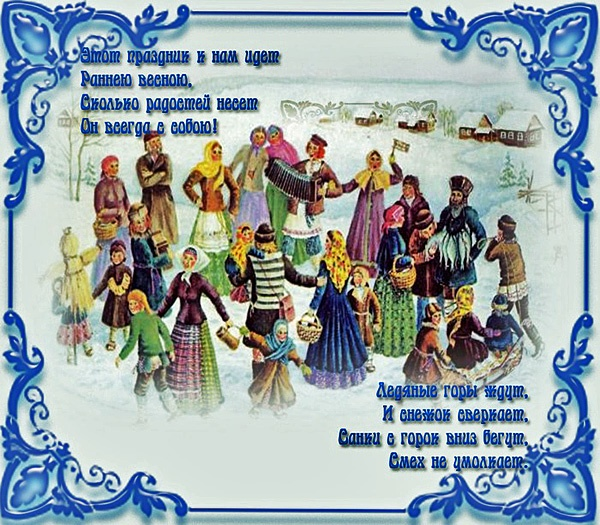 Этот праздник к нам идет
Раннею весною,
Сколько радостей несет
Он всегда с собою!
Ледяные горы ждут,
И снежок сверкает,
Санки с горок вниз бегут,
Смех не умолкает.